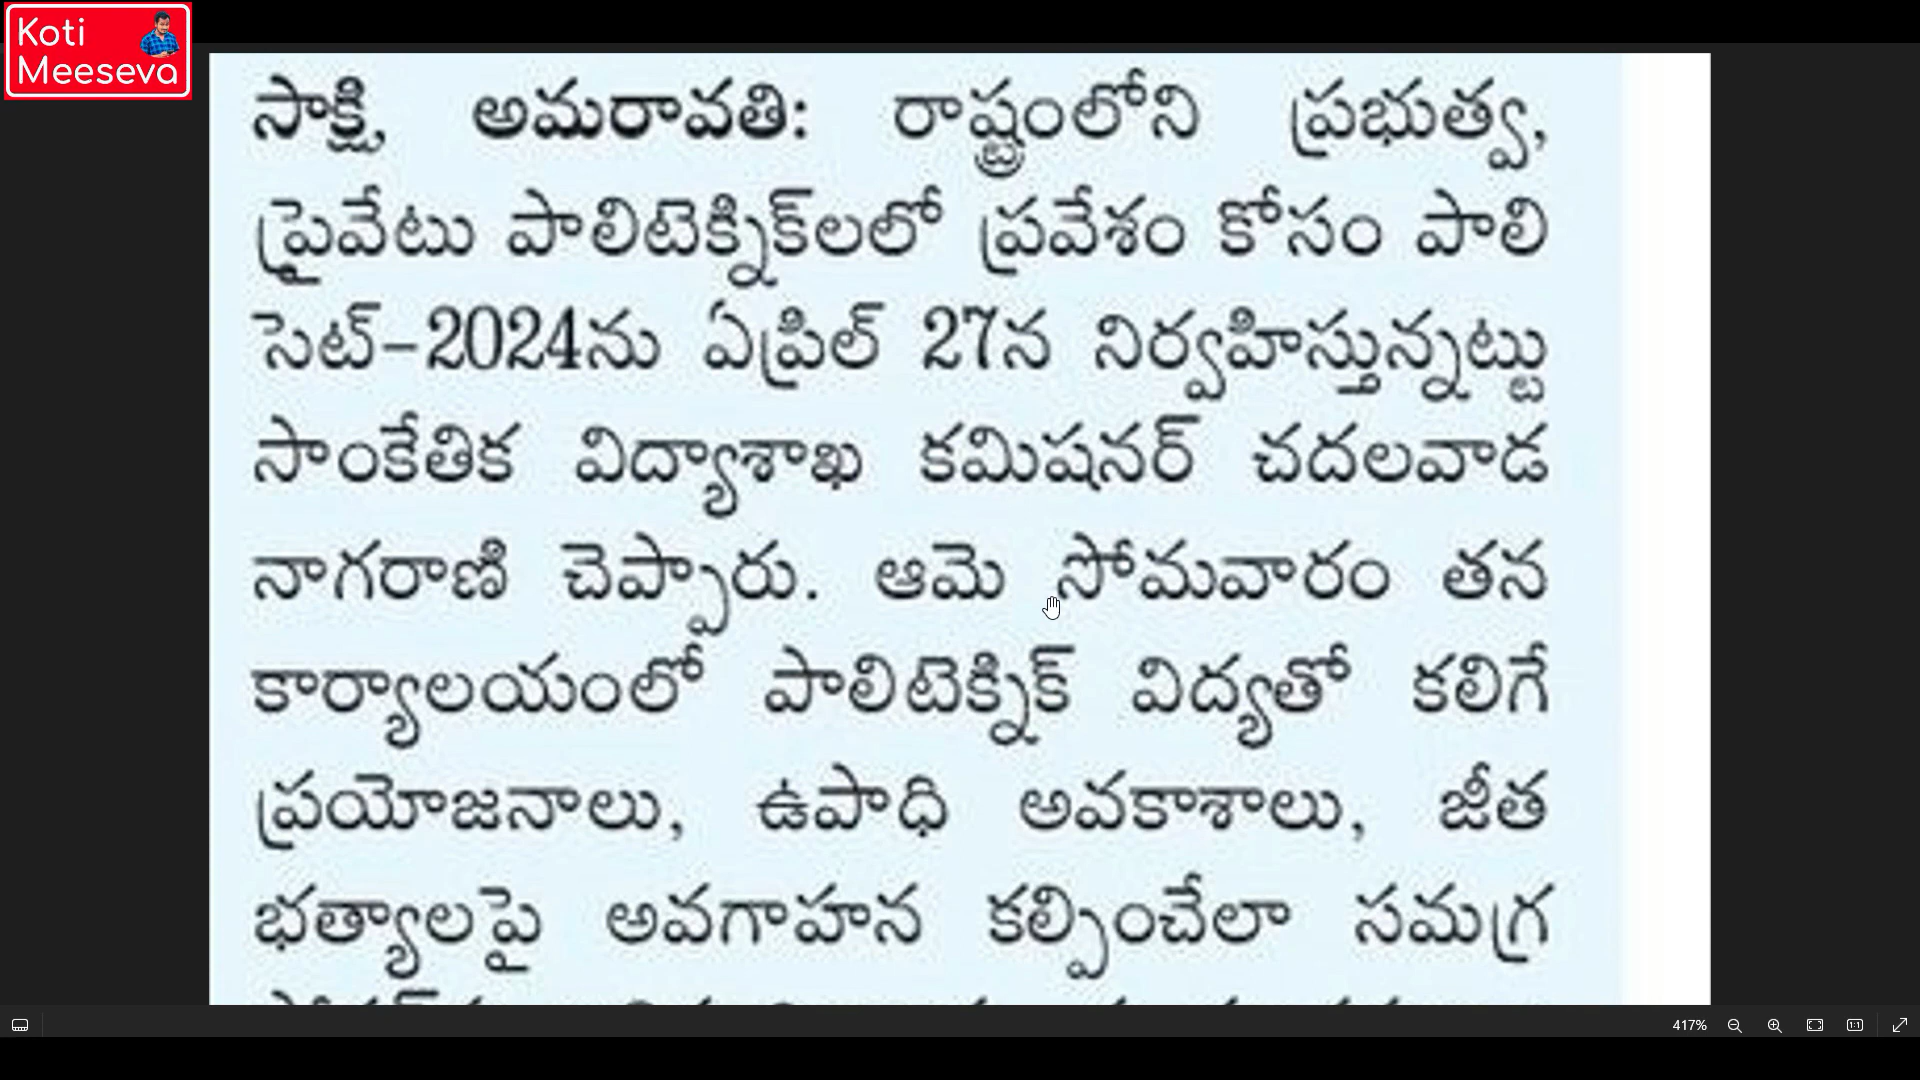 Koti
Meeseva
సాక్షి, అమరావతి: రాష్ట్రంలోని ప్రభుత్వ,
ప్రైవేటు పాలిటెక్నిక్‌లలో ప్రవేశం కోసం పాలి
సెట్–2024ను ఏప్రిల్ 27న నిర్వహిస్తున్నట్టు
సాంకేతిక విద్యాశాఖ కమిషనర్ చదలవాడ
నాగరాణి చెప్పారు. ఆమె సోమవారం తన
కార్యాలయంలో పాలిటెక్నిక్ విద్యతో కలిగే
ప్రయోజనాలు, ఉపాధి అవకాశాలు, జీత
భత్యాలపై అవగాహన కల్పించేలా సమగ్ర
417%